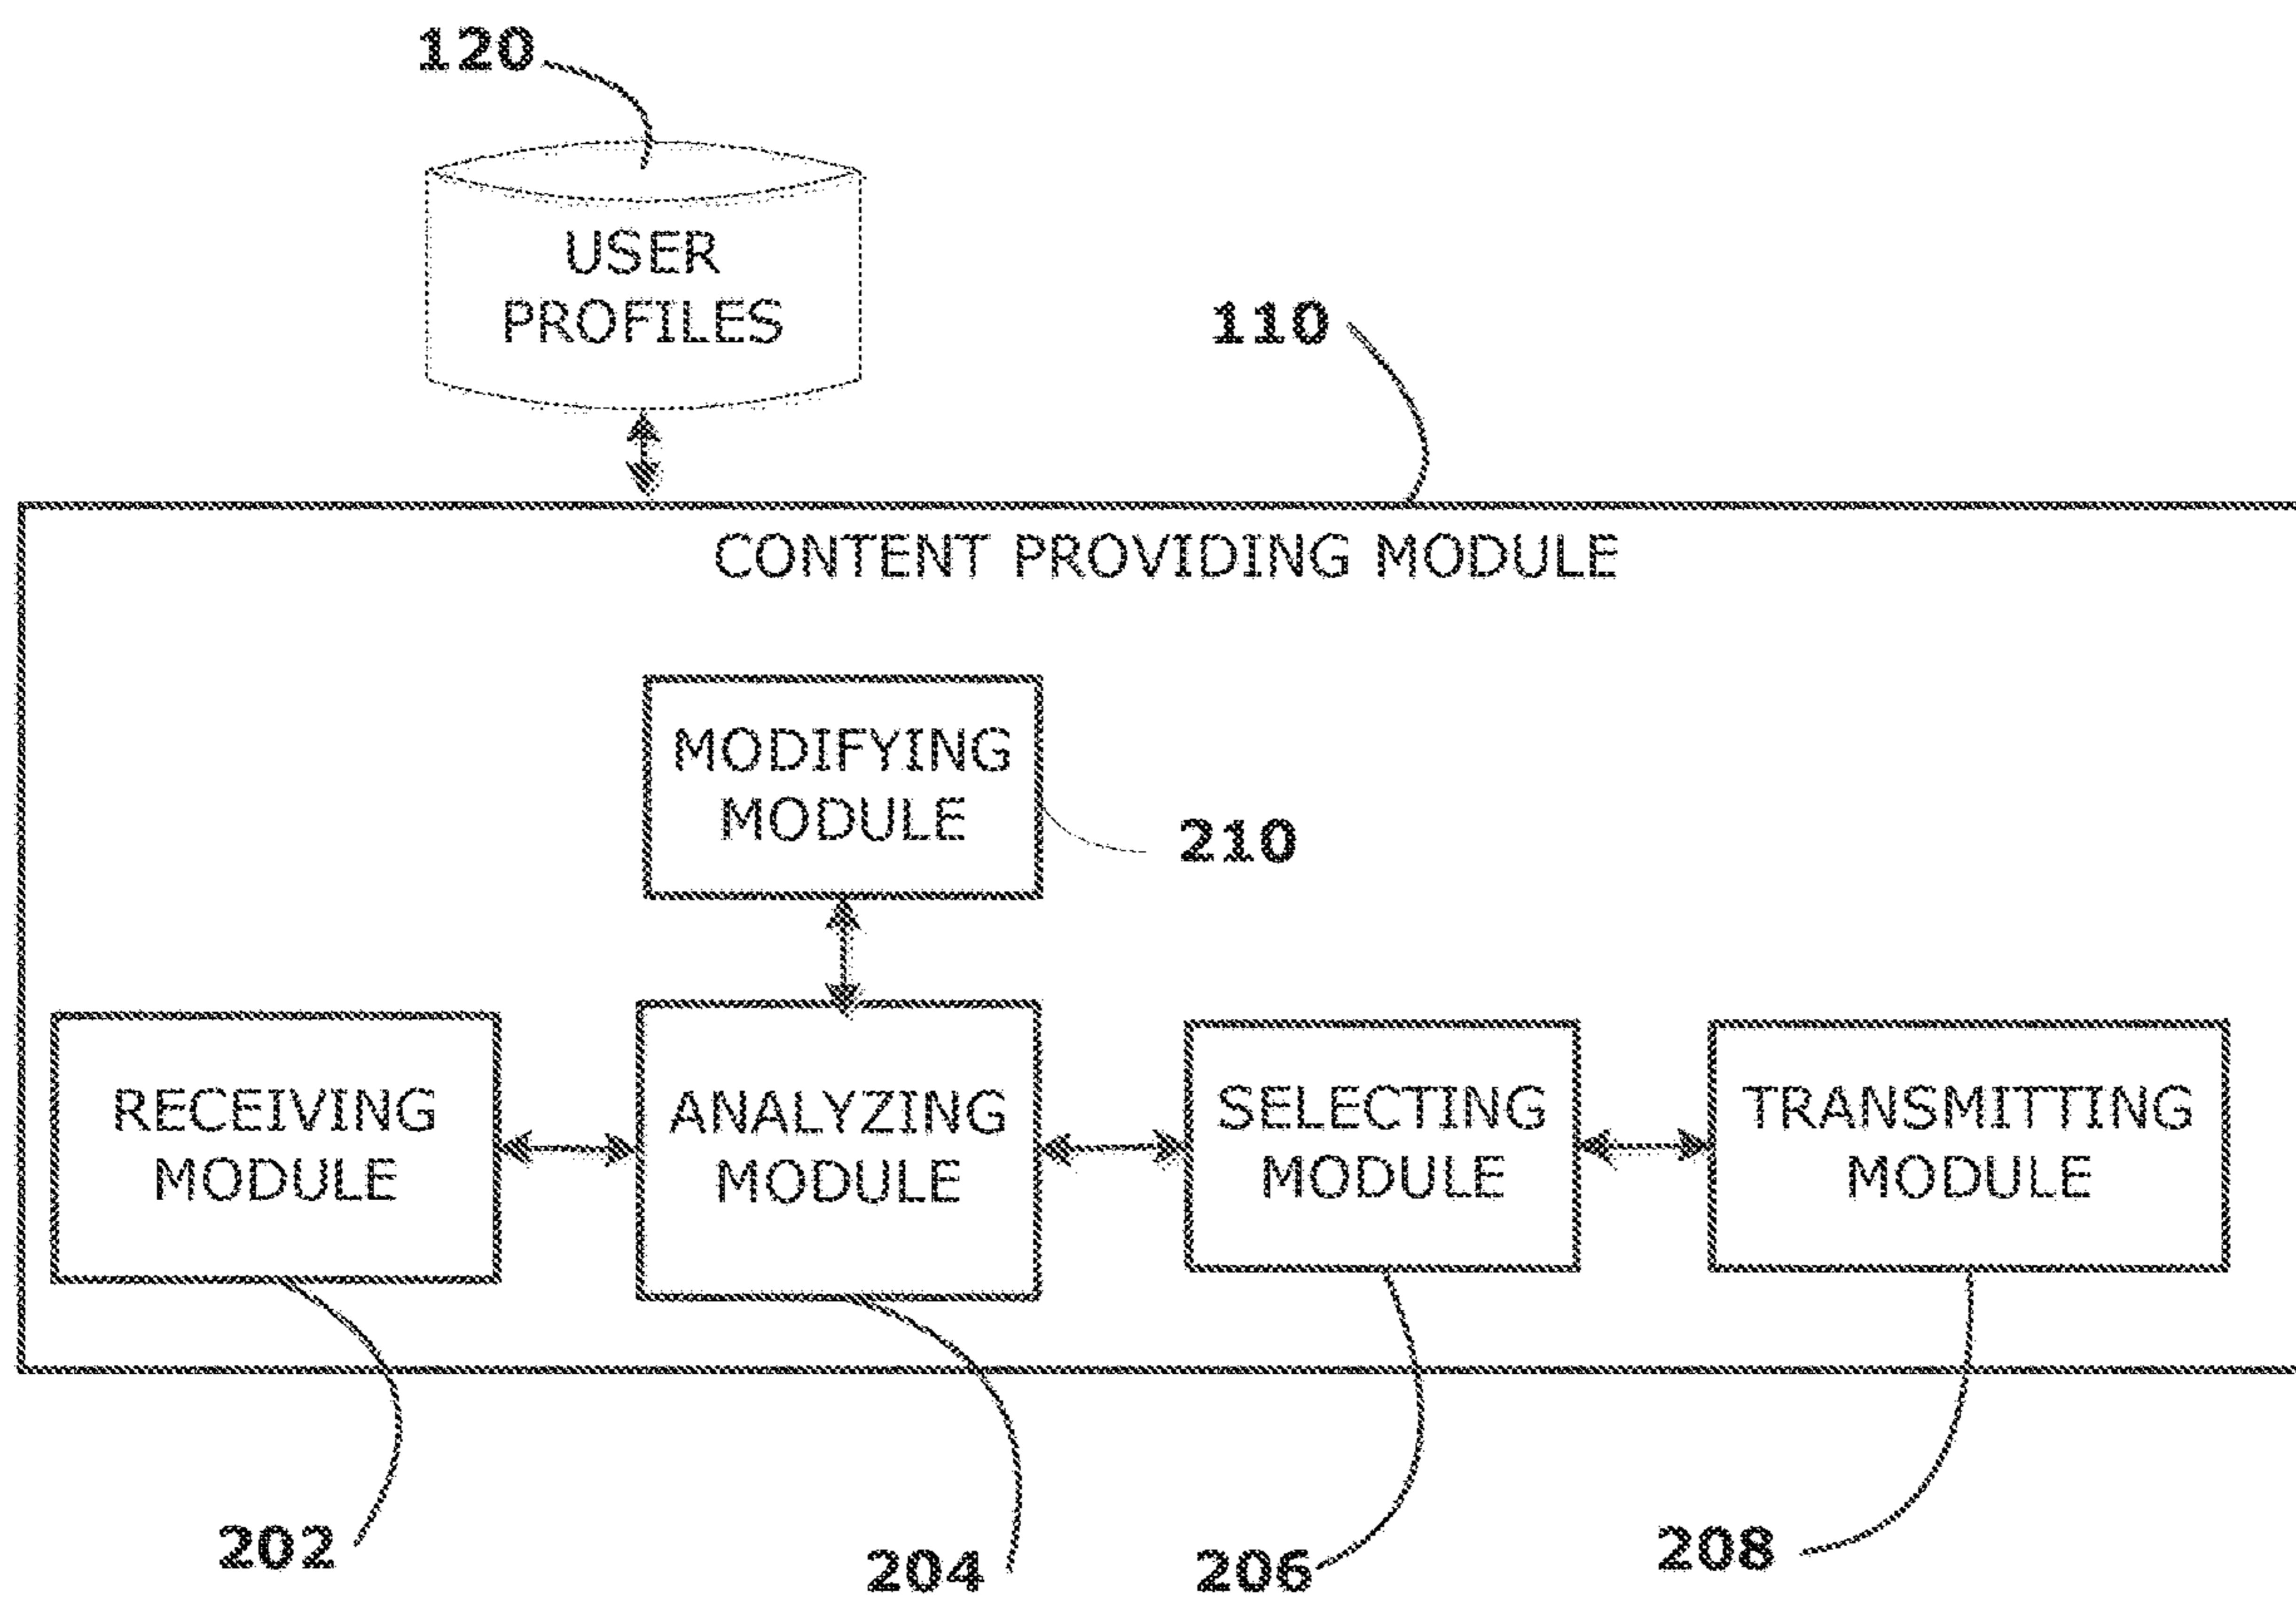 120
USER
PROFILES
110
CONTENT PROVIDING MODULE
MODIFYING
MODULE
210
RECEIVING
MODULE
ANALYZING
MODULE
SELECTING
MODULE
TRANSMITTING
MODULE
202
204
206
208